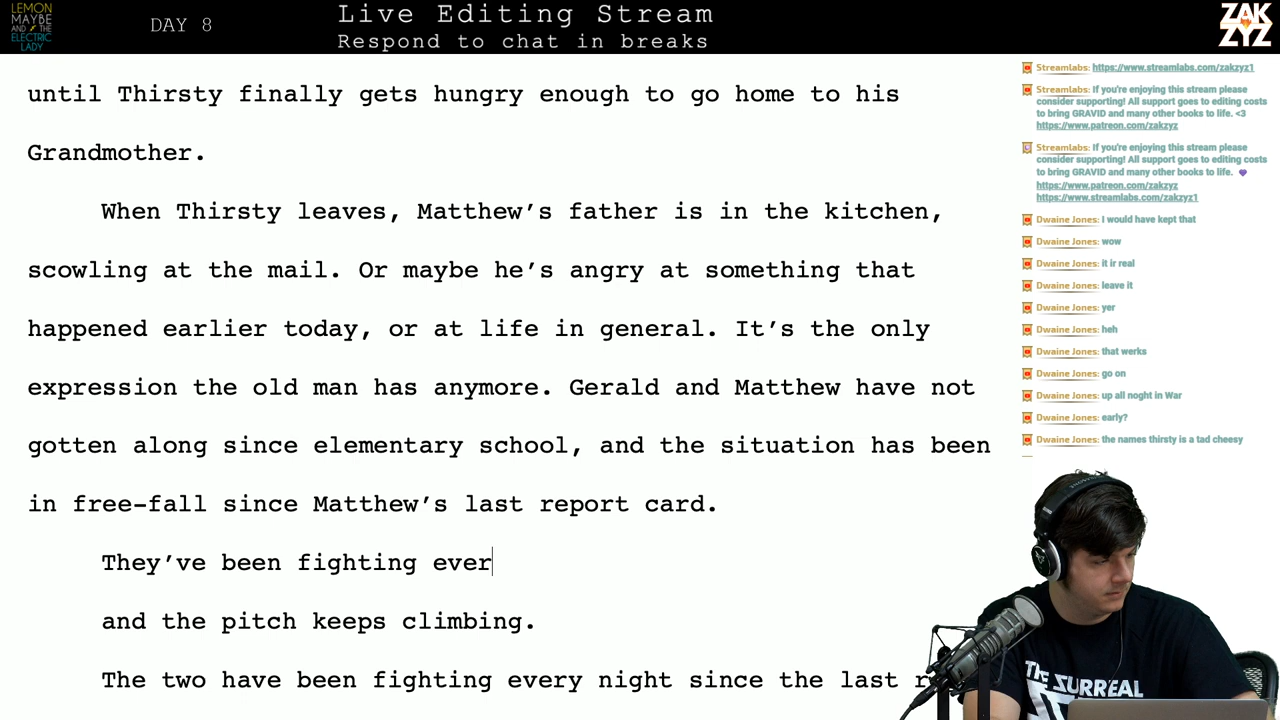 LEMON
MAYBE
AND THE
ELECTRIC
LADY
DAY 8
Live Editing Stream
Respond to chat in breaks
ZAK
ZYZ
until Thirsty finally gets hungry enough to go home to his
Grandmother.
When Thirsty leaves, Matthew’s father is in the kitchen,
scowling at the mail. Or maybe he’s angry at something that
happened earlier today, or at life in general. It’s the only
expression the old man has anymore. Gerald and Matthew have not
gotten along since elementary school, and the situation has been
in free-fall since Matthew’s last report card.
They’ve been fighting ever
and the pitch keeps climbing.
The two have been fighting every night since the last
Streamlabs: https://www.streamlabs.com/zakzyz1
Streamlabs: If you're enjoying this stream please
consider supporting! All support goes to editing costs
to bring GRAVID and many other books to life. <3
https://www.patreon.com/zakzyz
Streamlabs: If you're enjoying this stream please
consider supporting! All support goes to editing costs
to bring GRAVID and many other books to life. 💜
https://www.patreon.com/zakzyz
https://www.streamlabs.com/zakzyz1
Dwaine Jones: i would have kept that
Dwaine Jones: wow
Dwaine Jones: it ir real
Dwaine Jones: leave it
Dwaine Jones: yer
Dwaine Jones: heh
Dwaine Jones: that werks
Dwaine Jones: go on
Dwaine Jones: up all noght in War
Dwaine Jones: early?
Dwaine Jones: the names thirsty is a tad cheesy
THE SURREAL